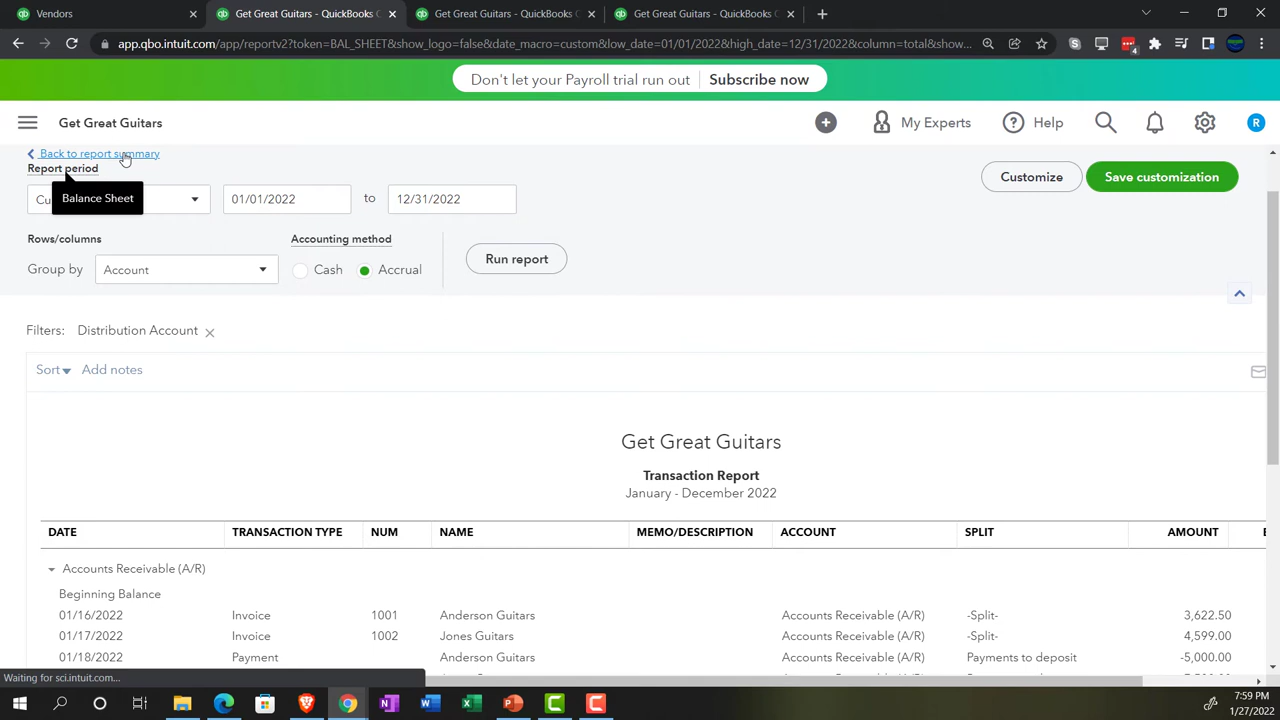 Vendors
Get Great Guitars - QuickBooks O
Get Great Guitars - QuickBooks O
Get Great Guitars - QuickBooks O
app.qbo.intuit.com/app/reportv2?token=BAL_SHEET&show_logo=false&date_macro=custom&low_date=01/01/2022&high_date=12/31/2022&column=total&show...
4
Don't let your Payroll trial run out Subscribe now
Get Great Guitars
My Experts
Help
R
Back to report summary
Report period
Customize
Save customization
Cu
Balance Sheet
01/01/2022 to 12/31/2022
Rows/columns
Accounting method
Group by Account
Cash Accrual
Run report
Filters: Distribution Account
Sort Add notes
Get Great Guitars
Transaction Report
January - December 2022
DATE TRANSACTION TYPE NUM NAME MEMO/DESCRIPTION ACCOUNT SPLIT AMOUNT
Accounts Receivable (A/R)
Beginning Balance
01/16/2022 Invoice 1001 Anderson Guitars Accounts Receivable (A/R) -Split- 3,622.50
01/17/2022 Invoice 1002 Jones Guitars Accounts Receivable (A/R) -Split- 4,599.00
01/18/2022 Payment Anderson Guitars Accounts Receivable (A/R) Payments to deposit -5,000.00
Waiting for sci.intuit.com...
7:59 PM
1/27/2022